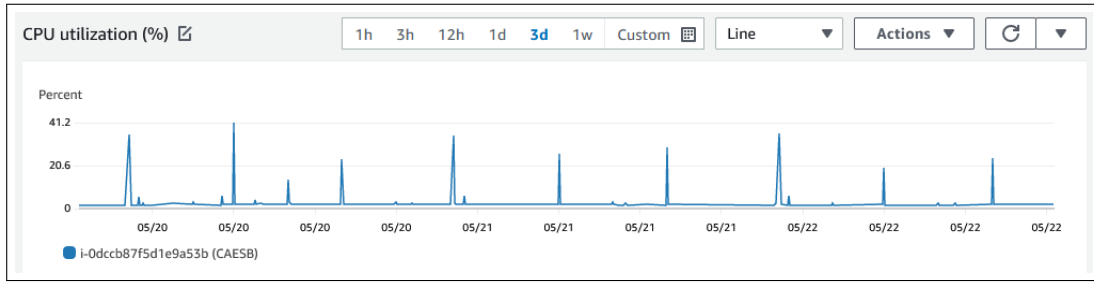 CPU utilization (%)
1h 3h 12h 1d 3d 1w Custom
Line
Actions
Percent
41.2
20.6
0
05/20 05/20 05/20 05/20 05/21 05/21 05/21 05/21 05/22 05/22 05/22 05/22
i-0dccb87f5d1e9a53b (CAESB)